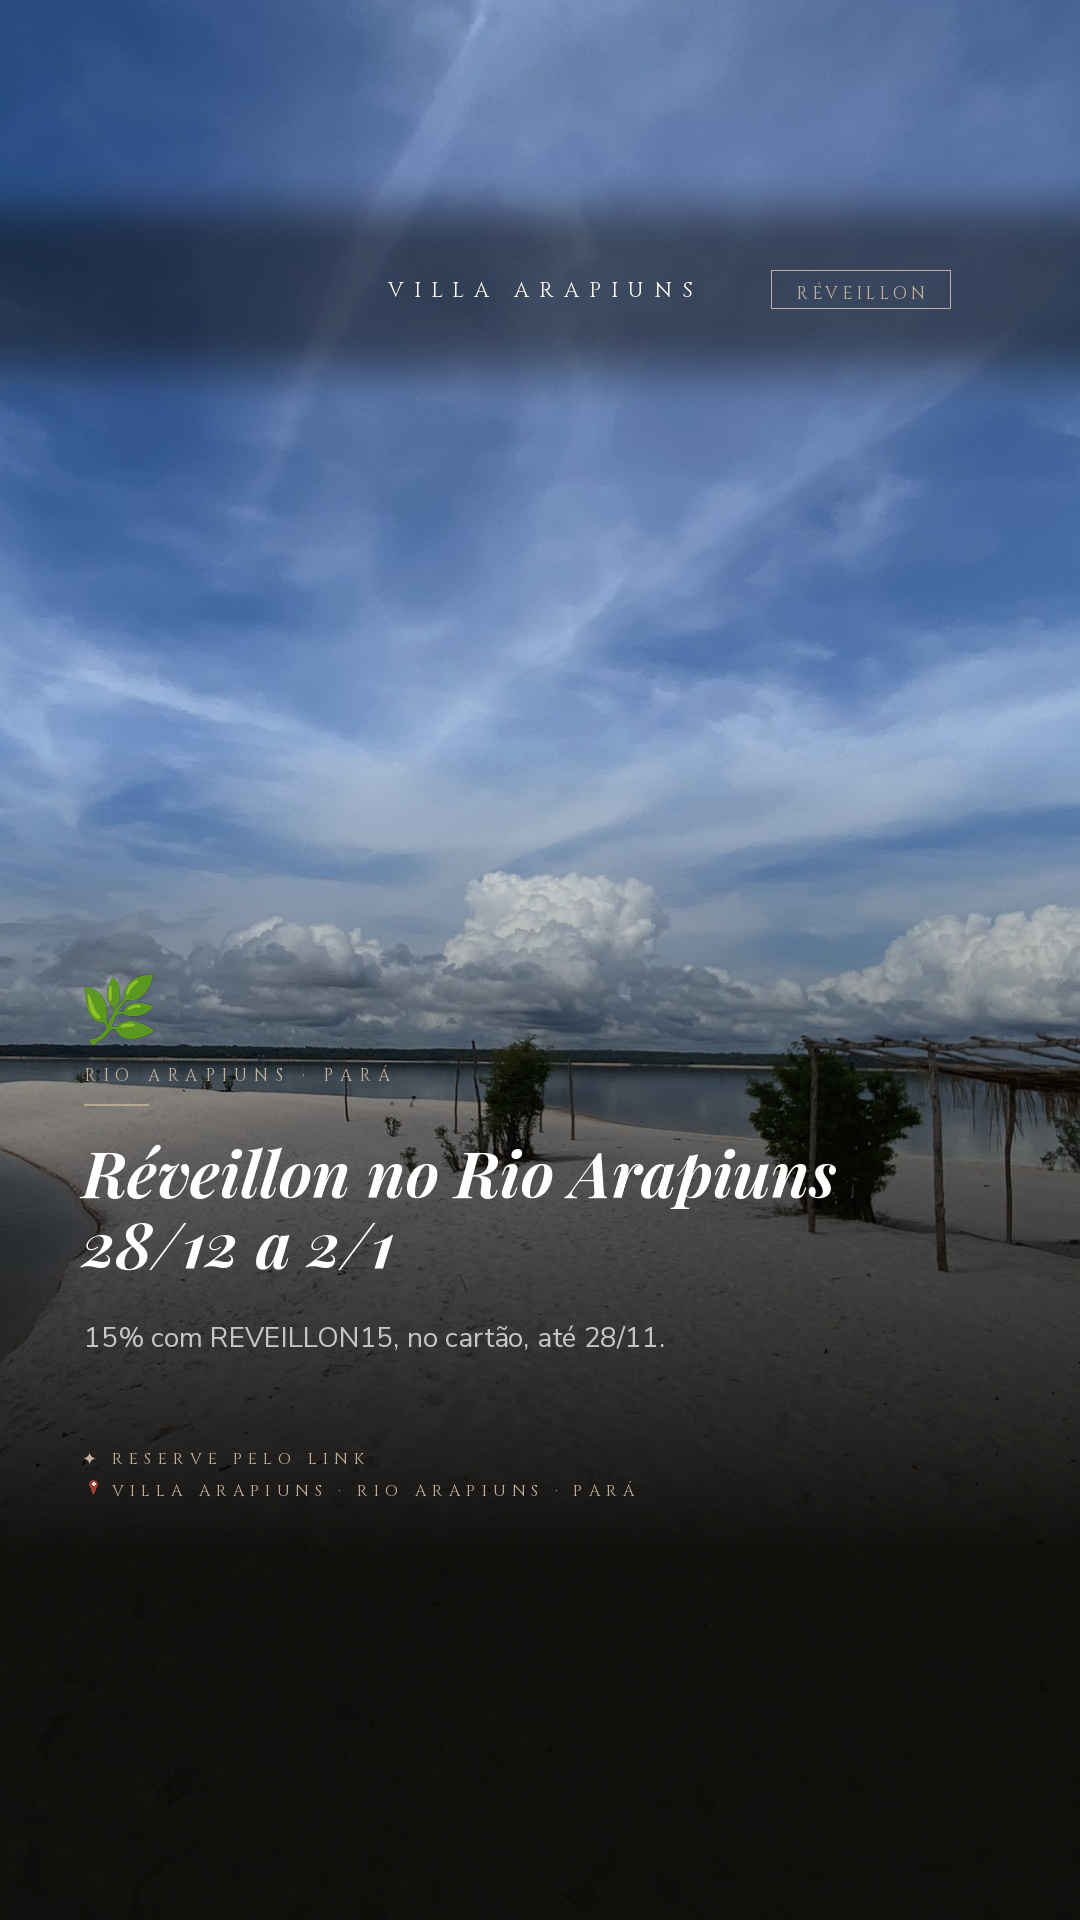 VILLA ARAPIUNS
RÉVEILLON
RIO ARAPIUNS · PARÁ
Réveillon no Rio Arapiuns
28/12 a 2/1
15% com REVEILLON15, no cartão, até 28/11.
✦ RESERVE PELO LINK
📍 VILLA ARAPIUNS · RIO ARAPIUNS · PARÁ